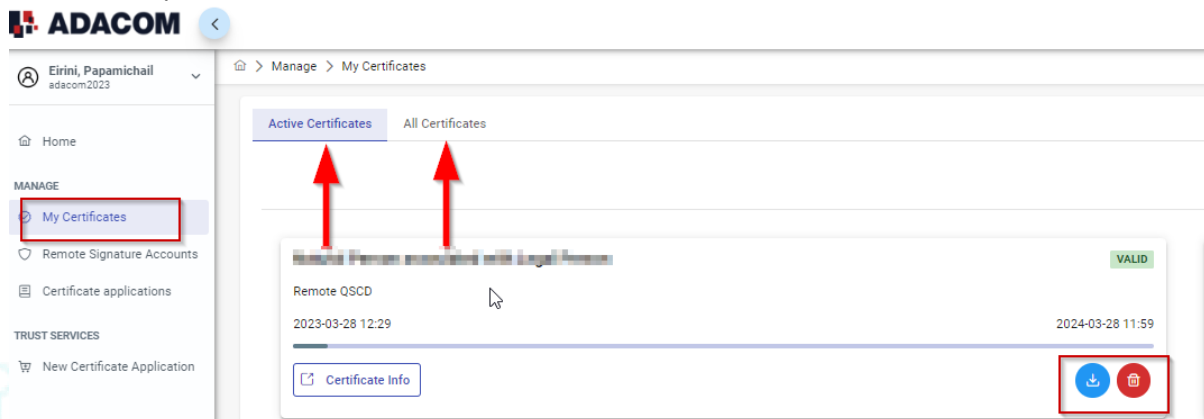 ADACOM
Eirini, Papamichail
adacom2023
Manage > My Certificates
Active Certificates
All Certificates
Home
MANAGE
My Certificates
Remote Signature Accounts
Certificate applications
TRUST SERVICES
New Certificate Application
VALID
Remote QSCD
2023-03-28 12:29
2024-03-28 11:59
Certificate Info